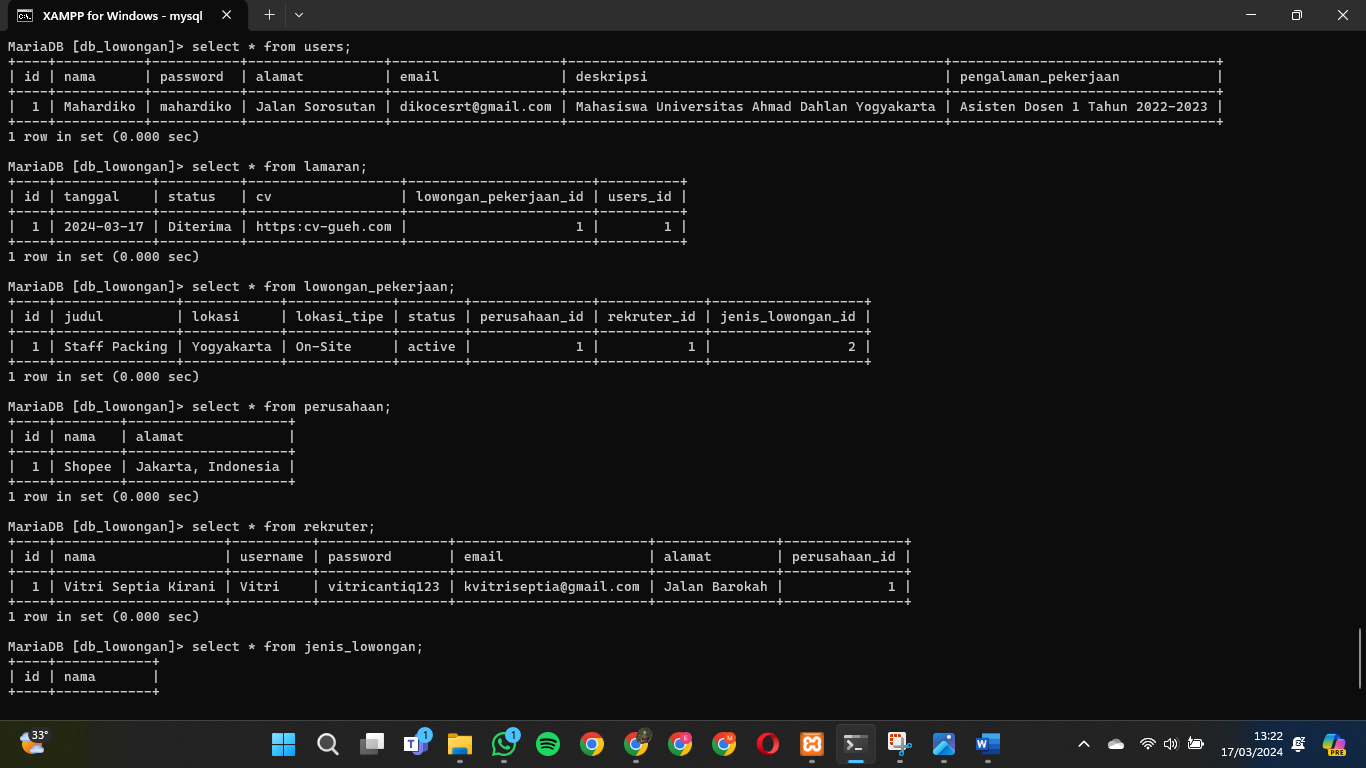 XAMPP for Windows - mysql
MariaDB [db_lowongan]> select * from users;
+----+-----------+-----------+-----------------+---------------------+-----------------------------------------------+--------------------------------+
| id | nama      | password  | alamat          | email               | deskripsi                                     | pengalaman_pekerjaan           |
+----+-----------+-----------+-----------------+---------------------+-----------------------------------------------+--------------------------------+
|  1 | Mahardiko | mahardiko | Jalan Sorosutan | dikocesrt@gmail.com | Mahasiswa Universitas Ahmad Dahlan Yogyakarta | Asisten Dosen 1 Tahun 2022-2023 |
+----+-----------+-----------+-----------------+---------------------+-----------------------------------------------+--------------------------------+
1 row in set (0.000 sec)
MariaDB [db_lowongan]> select * from lamaran;
+----+------------+----------+-------------------+-----------------------+----------+
| id | tanggal    | status   | cv                | lowongan_pekerjaan_id | users_id |
+----+------------+----------+-------------------+-----------------------+----------+
|  1 | 2024-03-17 | Diterima | https:cv-gueh.com |                     1 |        1 |
+----+------------+----------+-------------------+-----------------------+----------+
1 row in set (0.000 sec)
MariaDB [db_lowongan]> select * from lowongan_pekerjaan;
+----+---------------+------------+-------------+--------+---------------+-------------+-------------------+
| id | judul         | lokasi     | lokasi_tipe | status | perusahaan_id | rekruter_id | jenis_lowongan_id |
+----+---------------+------------+-------------+--------+---------------+-------------+-------------------+
|  1 | Staff Packing | Yogyakarta | On-Site     | active |             1 |           1 |                 2 |
+----+---------------+------------+-------------+--------+---------------+-------------+-------------------+
1 row in set (0.000 sec)
MariaDB [db_lowongan]> select * from perusahaan;
+----+--------+--------------------+
| id | nama   | alamat             |
+----+--------+--------------------+
|  1 | Shopee | Jakarta, Indonesia |
+----+--------+--------------------+
1 row in set (0.000 sec)
MariaDB [db_lowongan]> select * from rekruter;
+----+---------------------+----------+----------------+------------------------+---------------+---------------+
| id | nama                | username | password       | email                  | alamat        | perusahaan_id |
+----+---------------------+----------+----------------+------------------------+---------------+---------------+
|  1 | Vitri Septia Kirani | Vitri    | vitricantiq123 | kvitriseptia@gmail.com | Jalan Barokah |             1 |
+----+---------------------+----------+----------------+------------------------+---------------+---------------+
1 row in set (0.000 sec)
MariaDB [db_lowongan]> select * from jenis_lowongan;
+----+------------+
| id | nama       |
+----+------------+
33°
1
1
13:22
17/03/2024
PRE